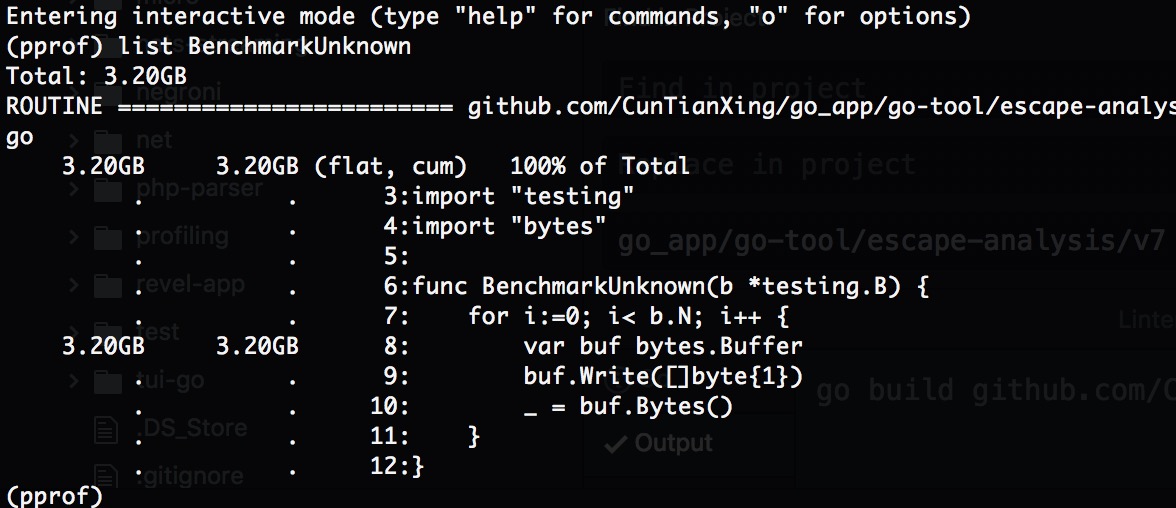 Entering interactive mode (type "help" for commands, "o" for options)
(pprof) list BenchmarkUnknown
Total: 3.20GB
ROUTINE ======================== github.com/CunTianXing/go_app/go-tool/escape-analys
go
3.20GB 3.20GB (flat, cum) 100% of Total
. . 3:import "testing"
. . 4:import "bytes"
. . 5:
. . 6:func BenchmarkUnknown(b *testing.B) {
. . 7: for i:=0; i< b.N; i++ {
3.20GB 3.20GB 8: var buf bytes.Buffer
. . 9: buf.Write([]byte{1})
. . 10: _ = buf.Bytes()
. . 11: }
. . 12:}
(pprof)
negroni
net
php-parser
profiling
revel-app
test
tui-go
.DS_Store
.gitignore
Find in project
Replace in project
go_app/go-tool/escape-analysis/v7
Linte
go build github.com/C
Output